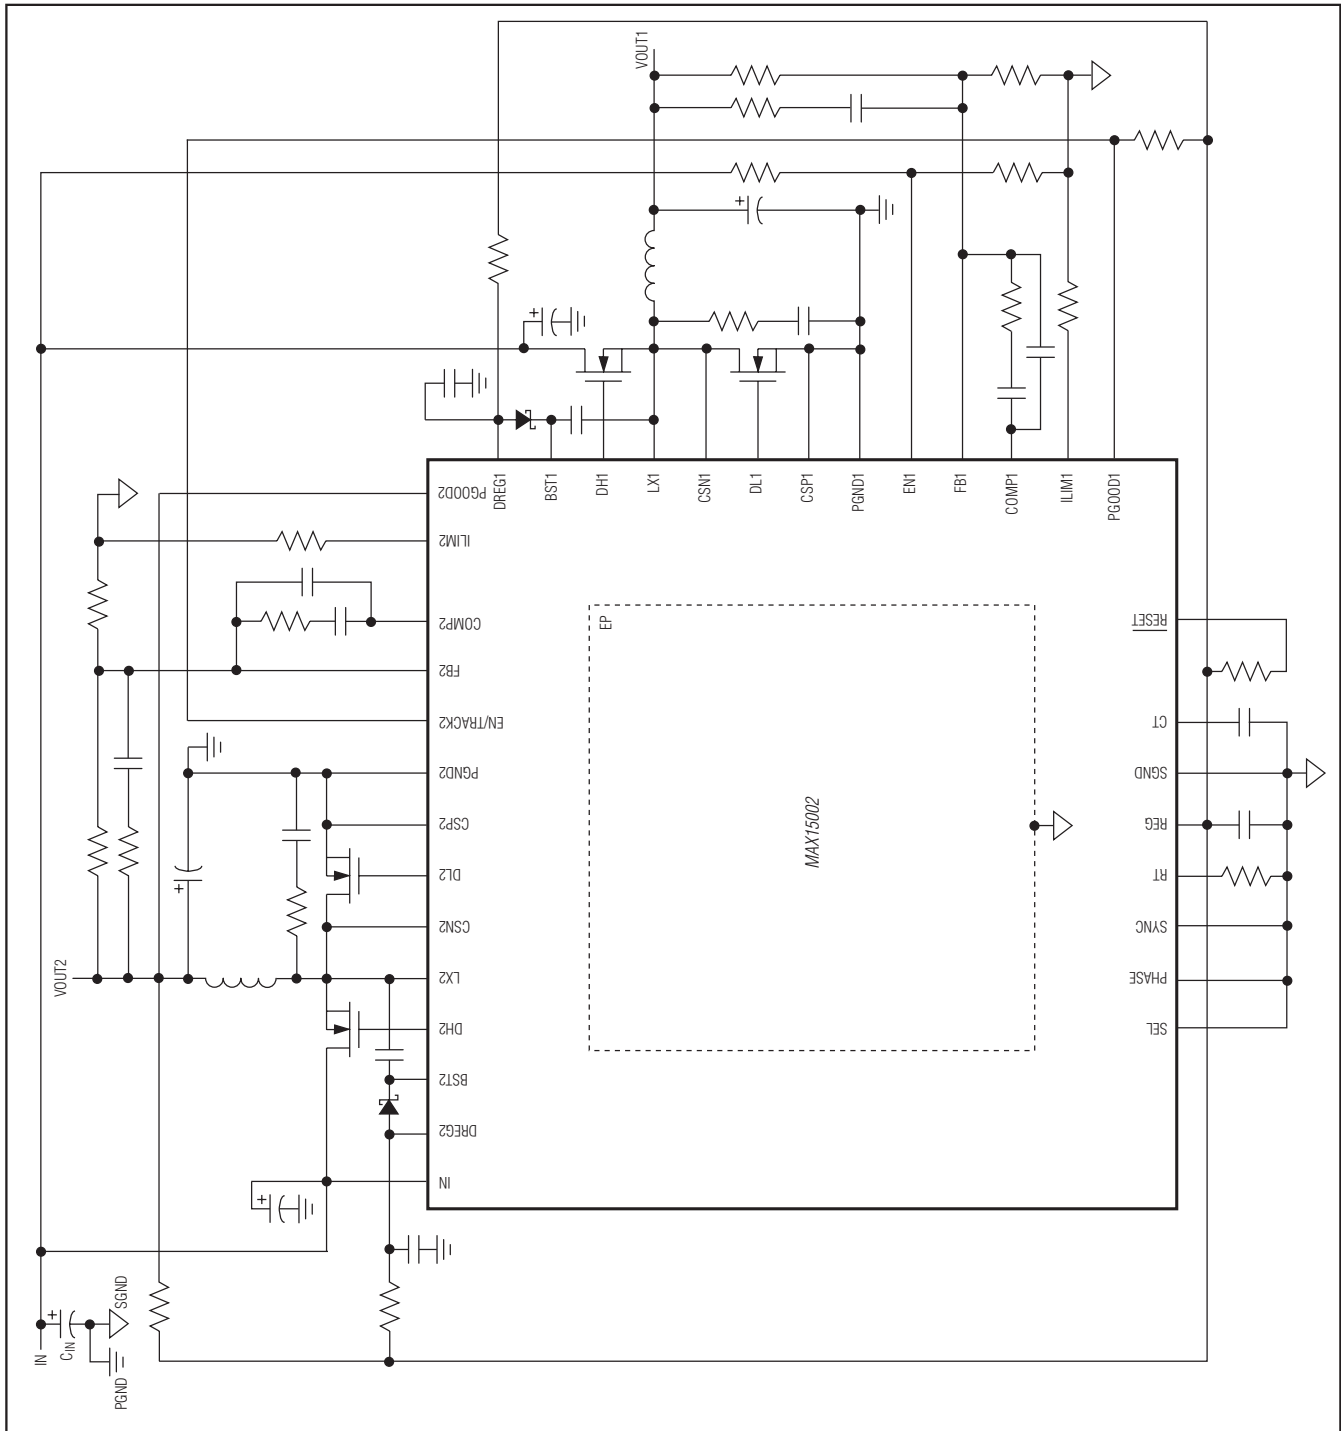 VOUT1
DREG1
BST1
DH1
LX1
CSN1
DL1
CSP1
PGND1
EN1
FB1
COMP1
ILIM1
PGOOD1
PGOOD2
ILIM2
COMP2
FB2
EN/TRACK2
PGND2
CSP2
DL2
CSN2
LX2
DH2
BST2
DREG2
IN
EP
MAX15002
RESET
CT
SGND
REG
RT
SYNC
PHASE
SEL
VOUT2
+
+
+
+
+
IN
CIN
SGND
PGND